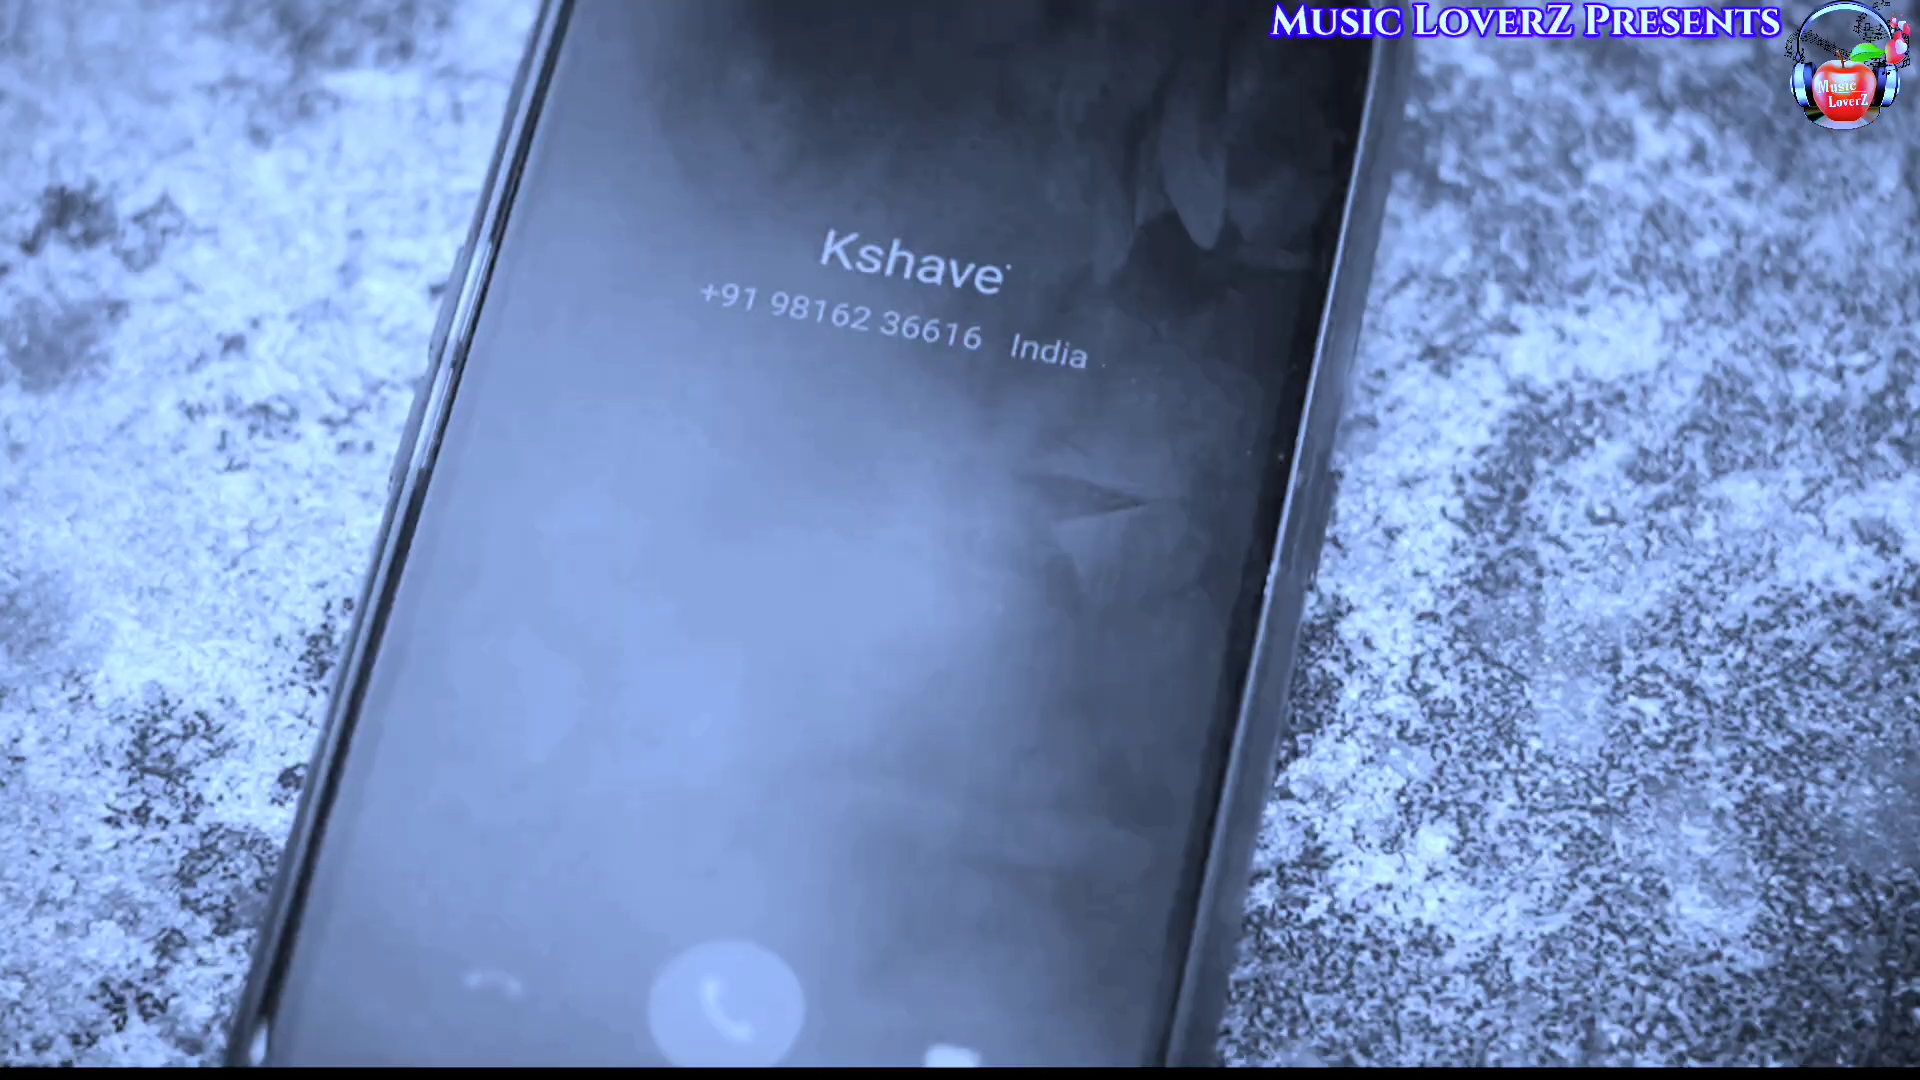 Music LoverZ Presents
Music
LoverZ
Kshave
+91 98162 36616 India